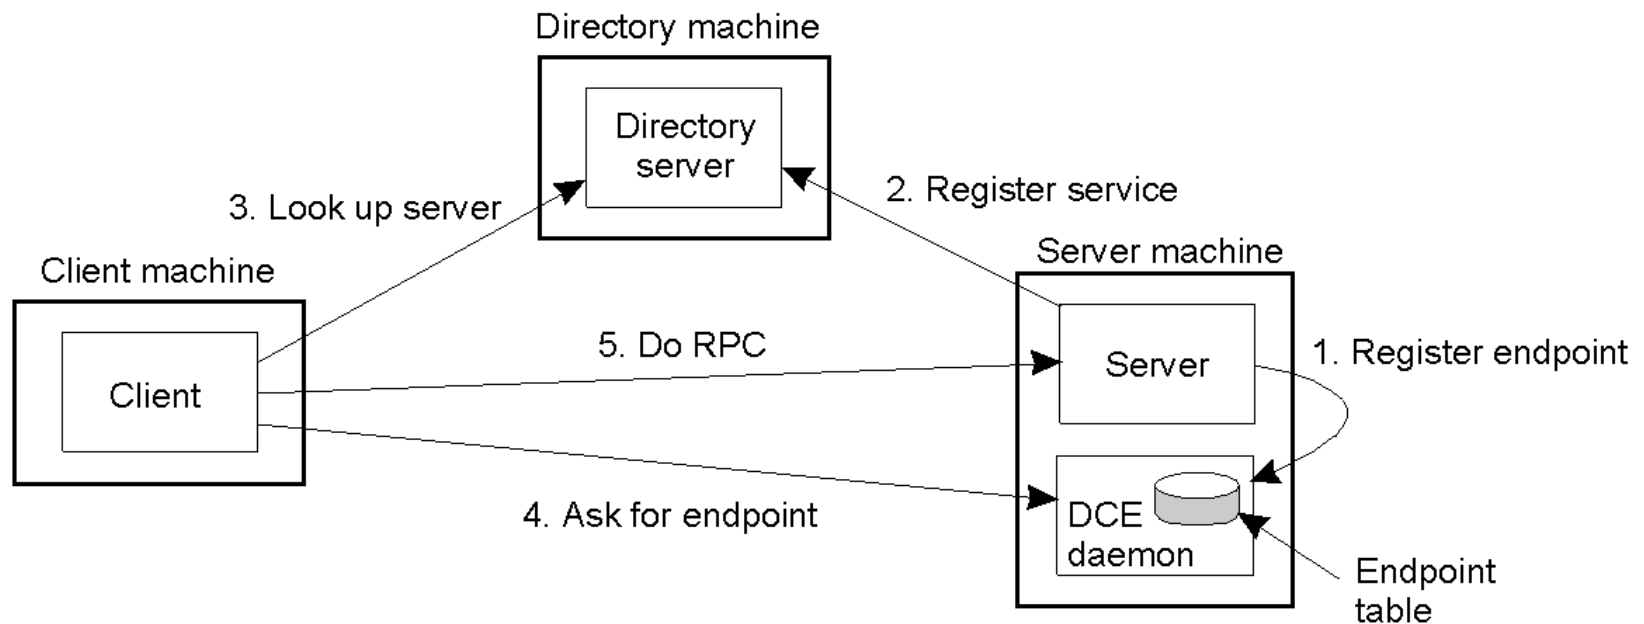 Directory machine
Directory
server
3. Look up server
2. Register service
Client machine
Server machine
Client
5. Do RPC
Server
1. Register endpoint
4. Ask for endpoint
DCE
daemon
Endpoint
table